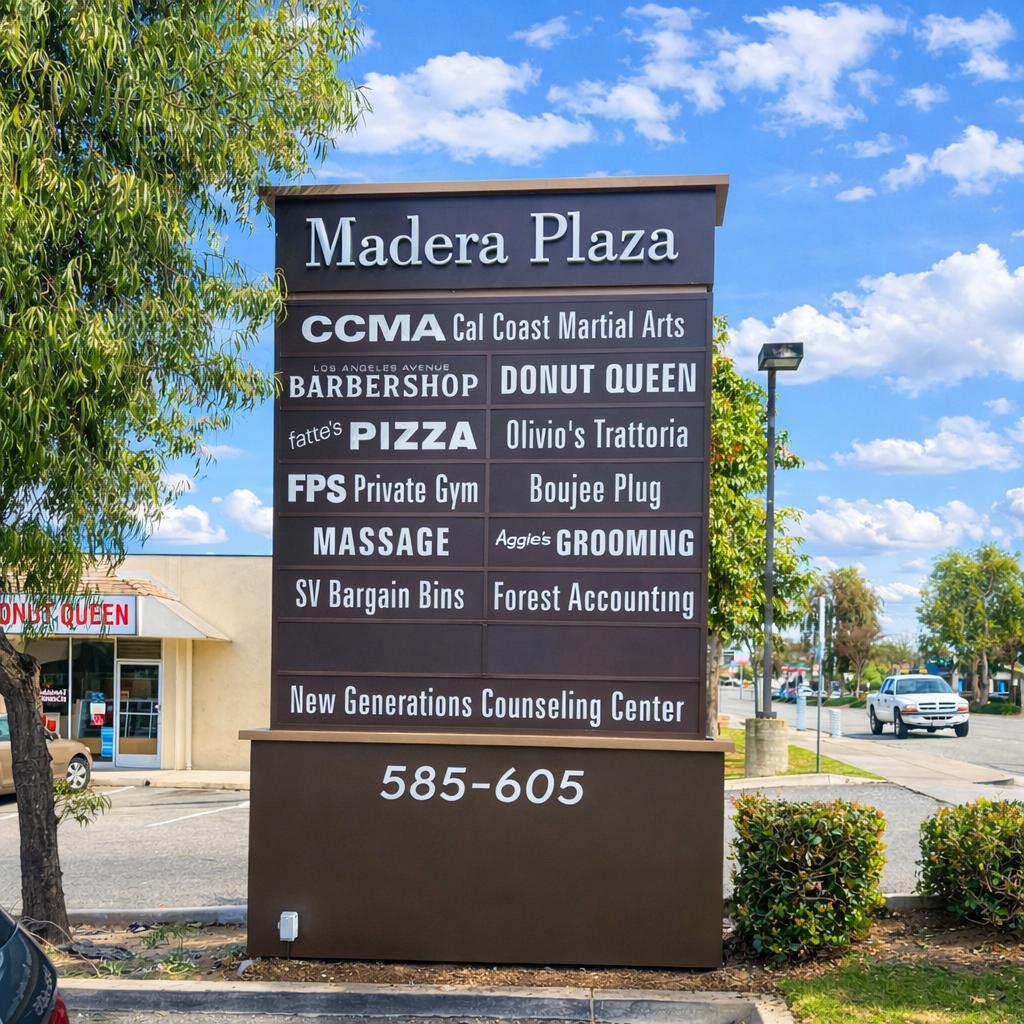 Madera Plaza
CCMA Cal Coast Martial Arts
LOS ANGELES AVENUE
BARBERSHOP
DONUT QUEEN
fatte's PIZZA
Olivio's Trattoria
FPS Private Gym
Boujee Plug
MASSAGE
Aggie's GROOMING
SV Bargain Bins
Forest Accounting
New Generations Counseling Center
585-605
DONUT QUEEN